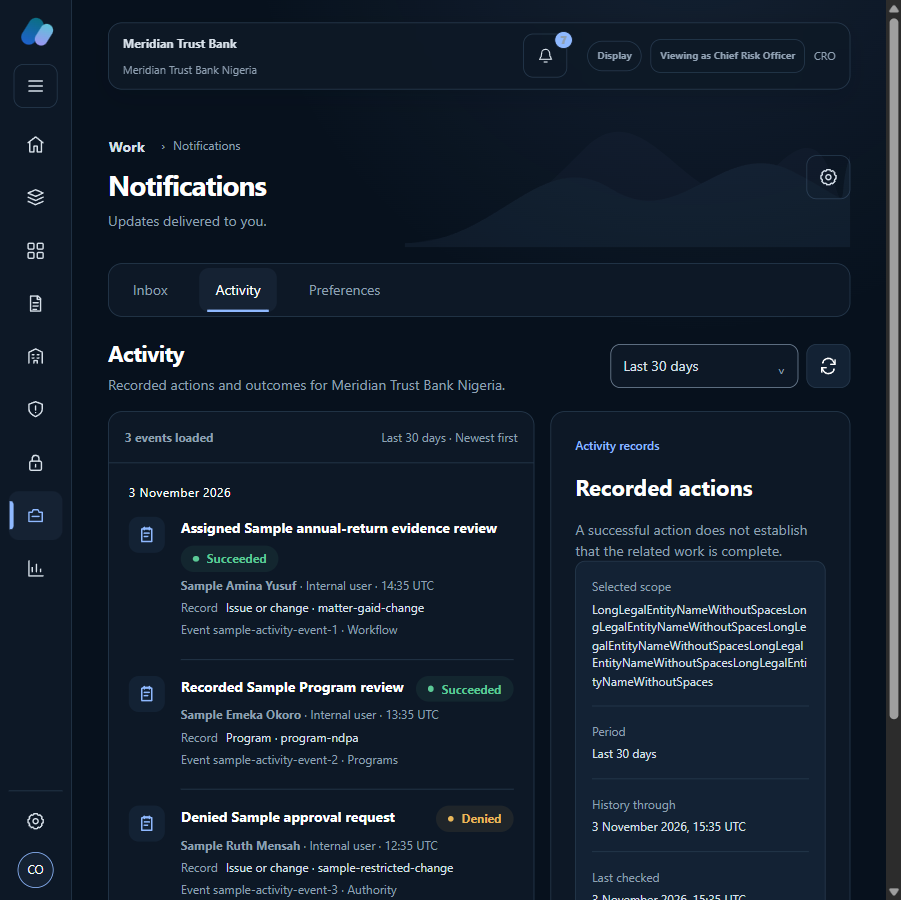 Meridian Trust Bank
Meridian Trust Bank Nigeria
Display
Viewing as Chief Risk Officer
CRO
Work › Notifications
Notifications
Updates delivered to you.
Inbox
Activity
Preferences
Activity
Recorded actions and outcomes for Meridian Trust Bank Nigeria.
Last 30 days
3 events loaded
Last 30 days · Newest first
3 November 2026
Assigned Sample annual-return evidence review
Succeeded
Sample Amina Yusuf · Internal user · 14:35 UTC
Record Issue or change · matter-gaid-change
Event sample-activity-event-1 · Workflow
Recorded Sample Program review
Succeeded
Sample Emeka Okoro · Internal user · 13:35 UTC
Record Program · program-ndpa
Event sample-activity-event-2 · Programs
Denied Sample approval request
Denied
Sample Ruth Mensah · Internal user · 12:35 UTC
Record Issue or change · sample-restricted-change
Event sample-activity-event-3 · Authority
Activity records
Recorded actions
A successful action does not establish
that the related work is complete.
Selected scope
LongLegalEntityNameWithoutSpacesLon
gLegalEntityNameWithoutSpacesLongLe
galEntityNameWithoutSpacesLongLegal
EntityNameWithoutSpacesLongLegalEnti
tyNameWithoutSpaces
Period
Last 30 days
History through
3 November 2026, 15:35 UTC
Last checked
3 November 2026, 15:35 UTC
CO